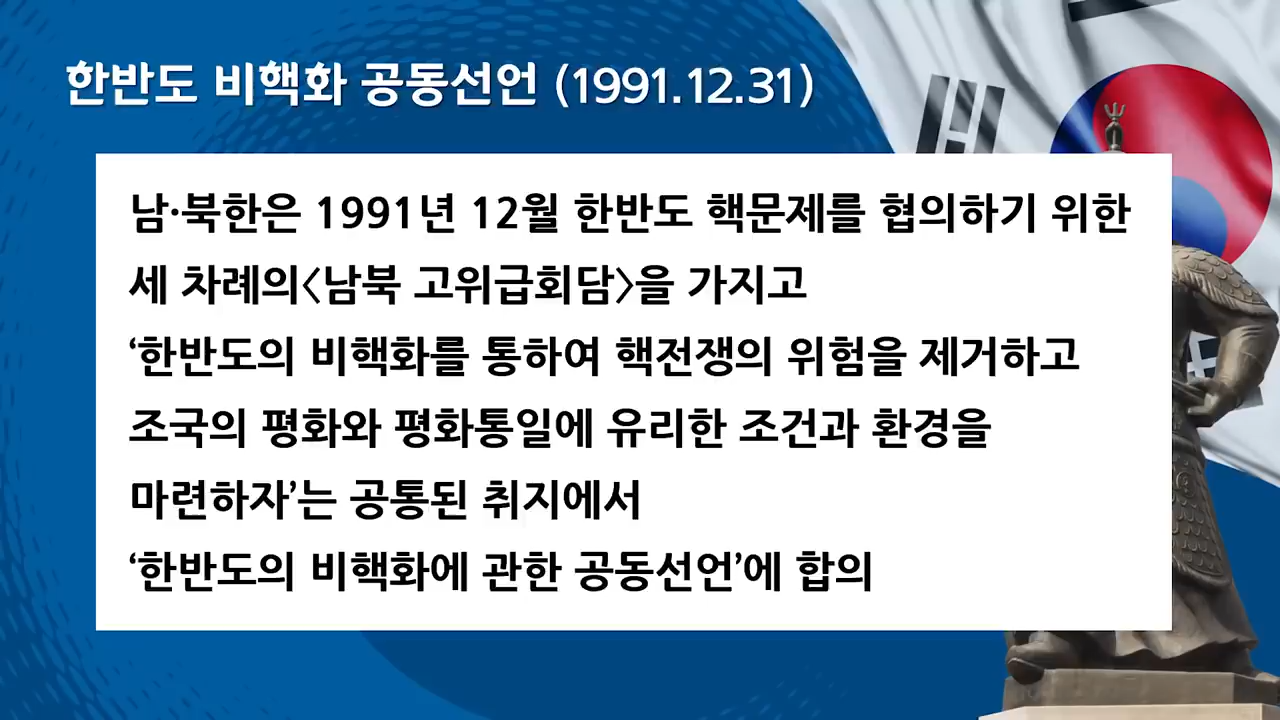 한반도 비핵화 공동선언 (1991.12.31)
남·북한은 1991년 12월 한반도 핵문제를 협의하기 위한
세 차례의〈남북 고위급회담〉을 가지고
‘한반도의 비핵화를 통하여 핵전쟁의 위험을 제거하고
조국의 평화와 평화통일에 유리한 조건과 환경을
마련하자’는 공통된 취지에서
‘한반도의 비핵화에 관한 공동선언’에 합의